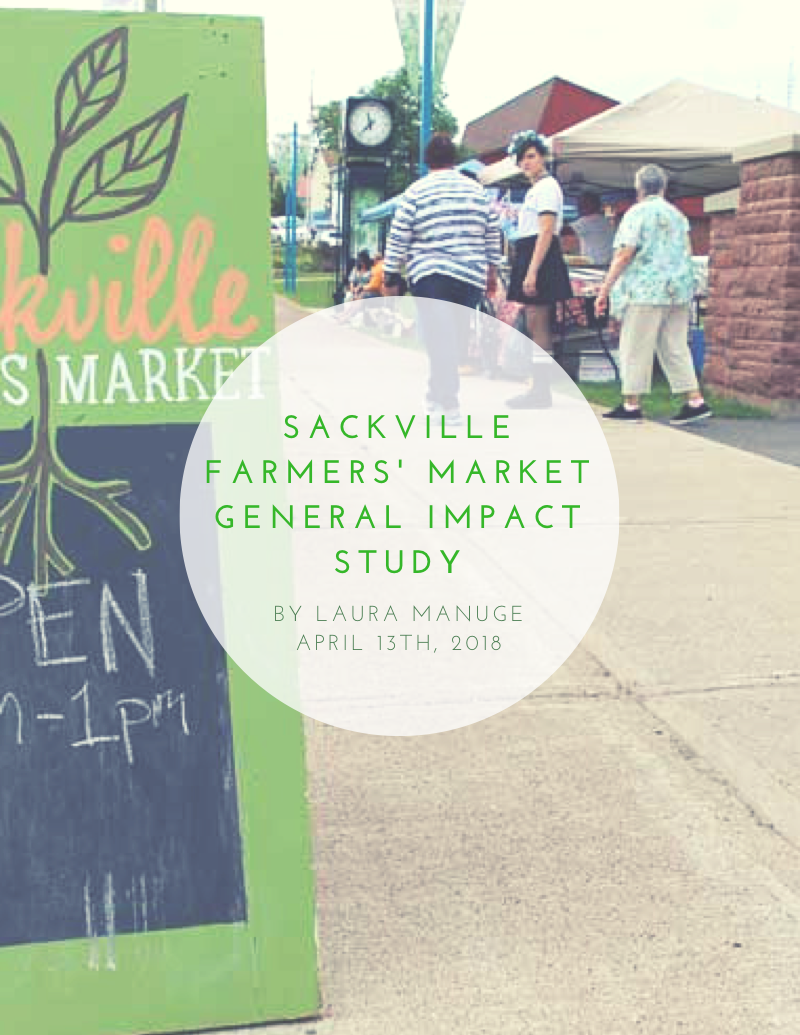 kville
S MARKET
PEN
-1pm
SACKVILLE
FARMERS' MARKET
GENERAL IMPACT
STUDY
BY LAURA MANUGE
APRIL 13TH, 2018